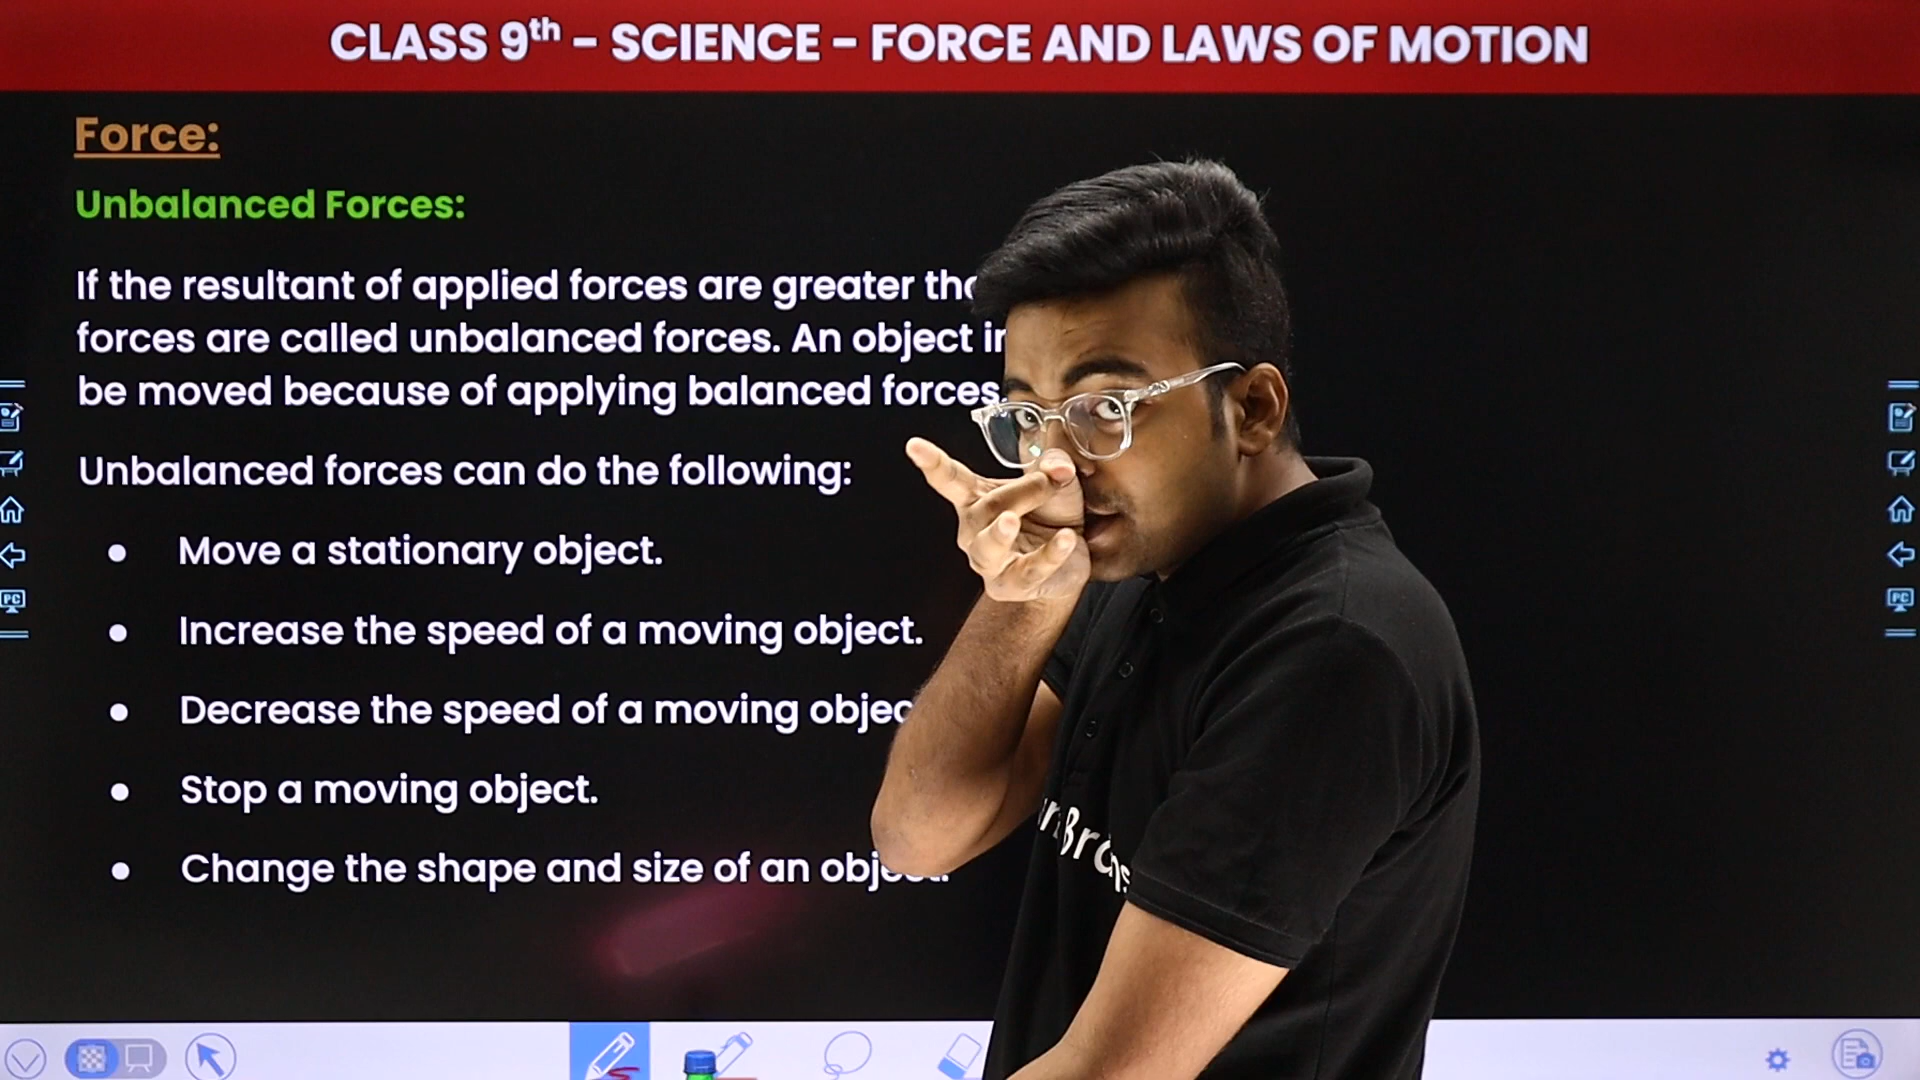 CLASS 9th - SCIENCE - FORCE AND LAWS OF MOTION
Force:
Unbalanced Forces:
If the resultant of applied forces are greater
forces are called unbalanced forces. An object
be moved because of applying balanced forces.
Unbalanced forces can do the following:
• Move a stationary object.
• Increase the speed of a moving object.
• Decrease the speed of a moving
• Stop a moving object.
• Change the shape and size of an
PC
PC